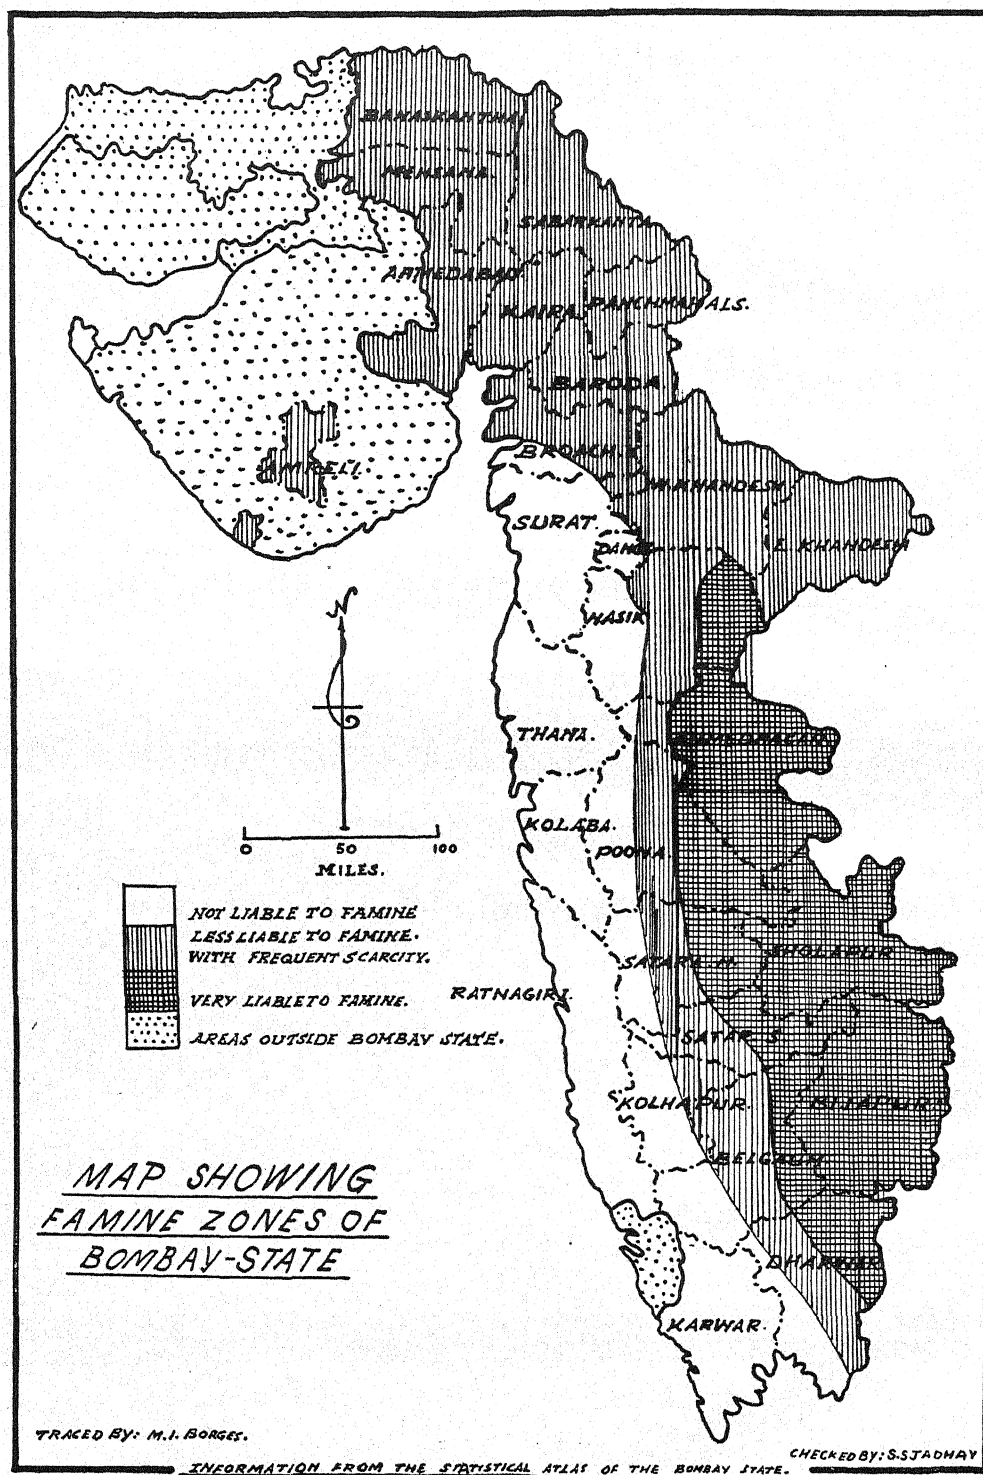 BANASKANTHA
MEHSANA.
SABARKANTA
AHMEDABAD
KAIRA
PANCHMAHALS.
BARODA
BROACH.
AMRELI.
W. KHANDESH
SURAT.
DANGS
E. KHANDESH
NASIK
THANA.
KOLABA.
POONA
SATARA N.
SHOLAPUR
RATNAGIRI.
SATAR S.
KOLHAPUR.
BIJAPUR
BELGAUM
DHARWAR
KARWAR.
N
0 50 100
MILES.
NOT LIABLE TO FAMINE
LESS LIABLE TO FAMINE.
WITH FREQUENT SCARCITY.
VERY LIABLE TO FAMINE.
AREAS OUTSIDE BOMBAY STATE.
MAP SHOWING
FAMINE ZONES OF
BOMBAY-STATE
TRACED BY: M.I. BORGES.
CHECKED BY: S.S JADHAV
INFORMATION FROM THE STATISTICAL ATLAS OF THE BOMBAY STATE.